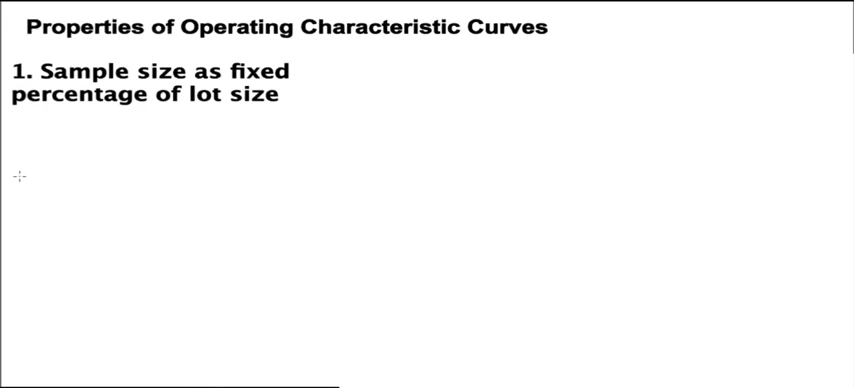 Properties of Operating Characteristic Curves
1. Sample size as fixed
percentage of lot size